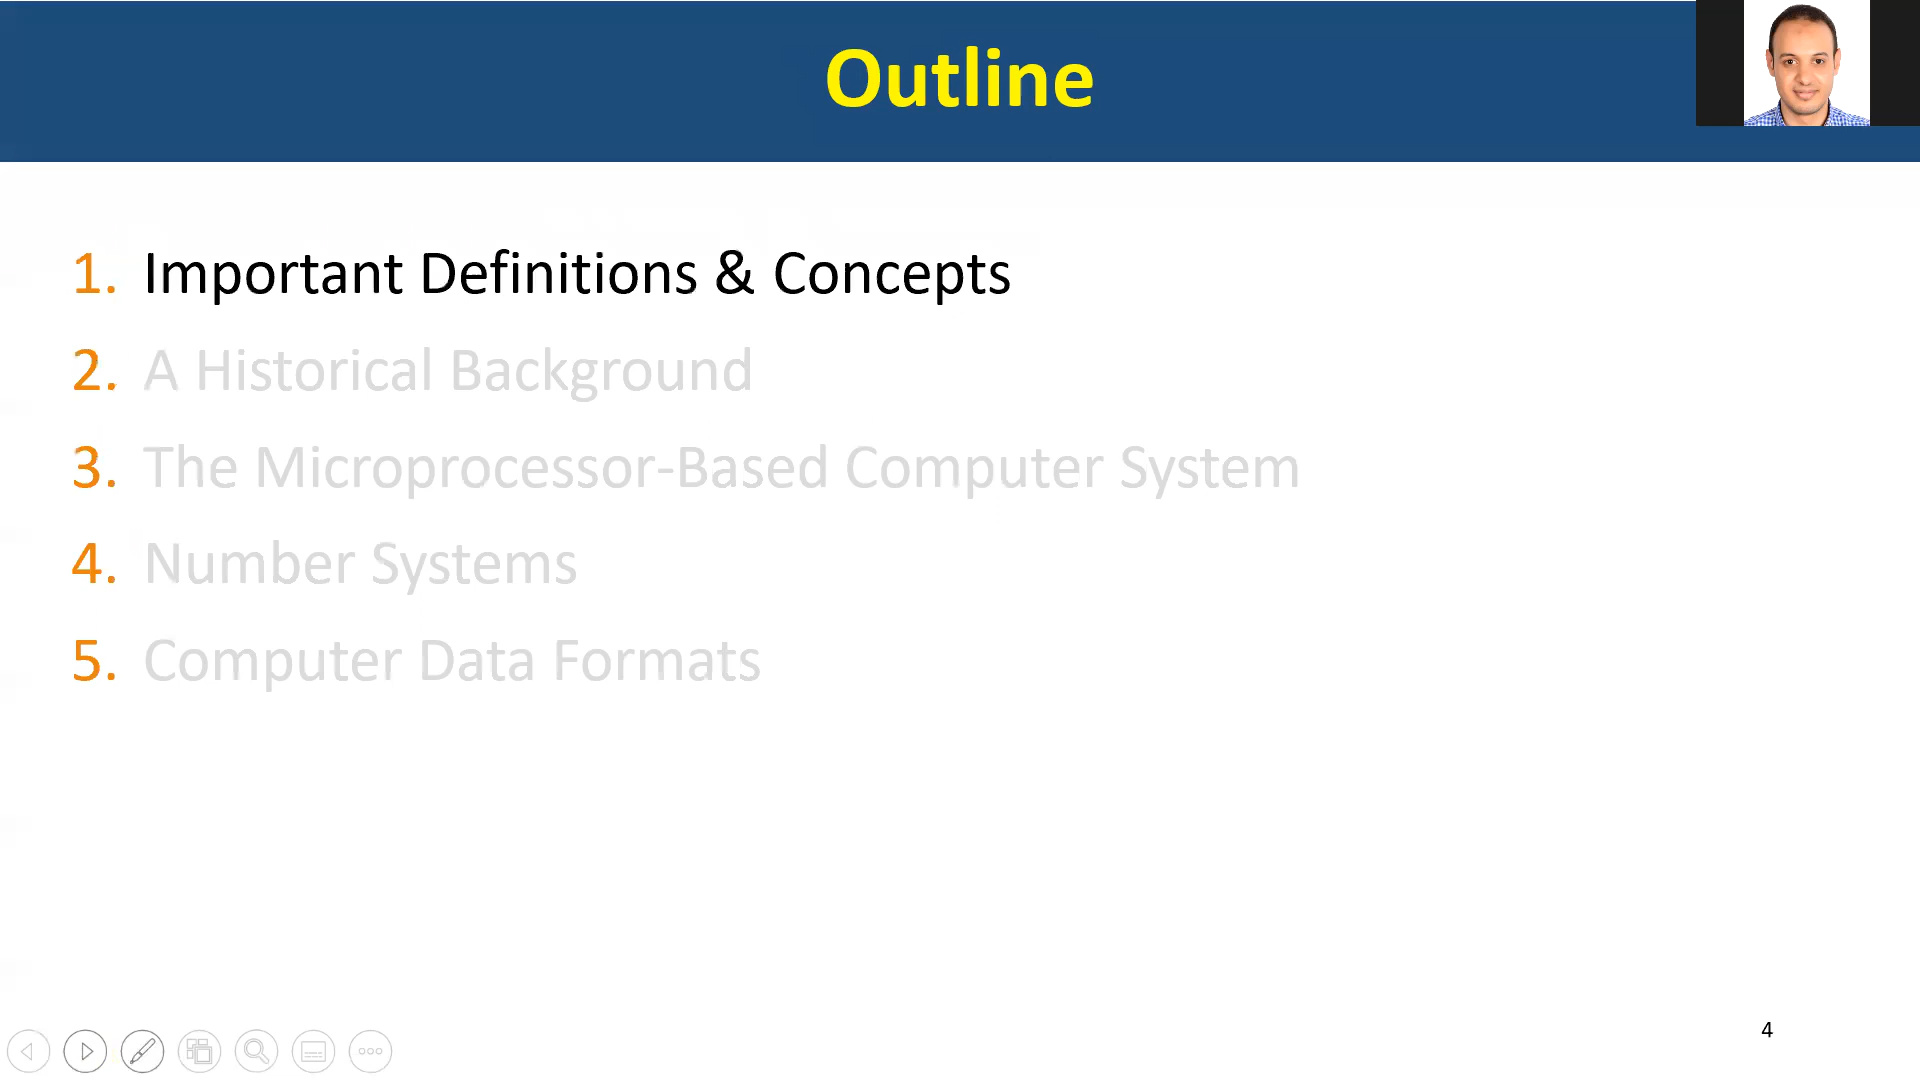 Outline
1. Important Definitions & Concepts
2. A Historical Background
3. The Microprocessor-Based Computer System
4. Number Systems
5. Computer Data Formats
4